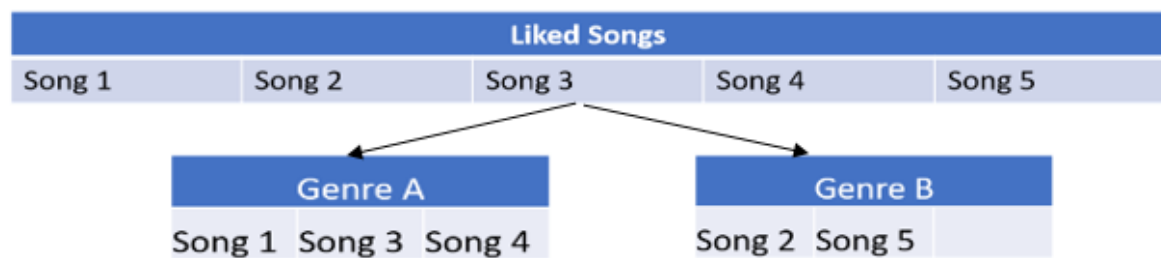 Liked Songs
Song 1 Song 2 Song 3 Song 4 Song 5
Genre A Genre B
Song 1 Song 3 Song 4 Song 2 Song 5